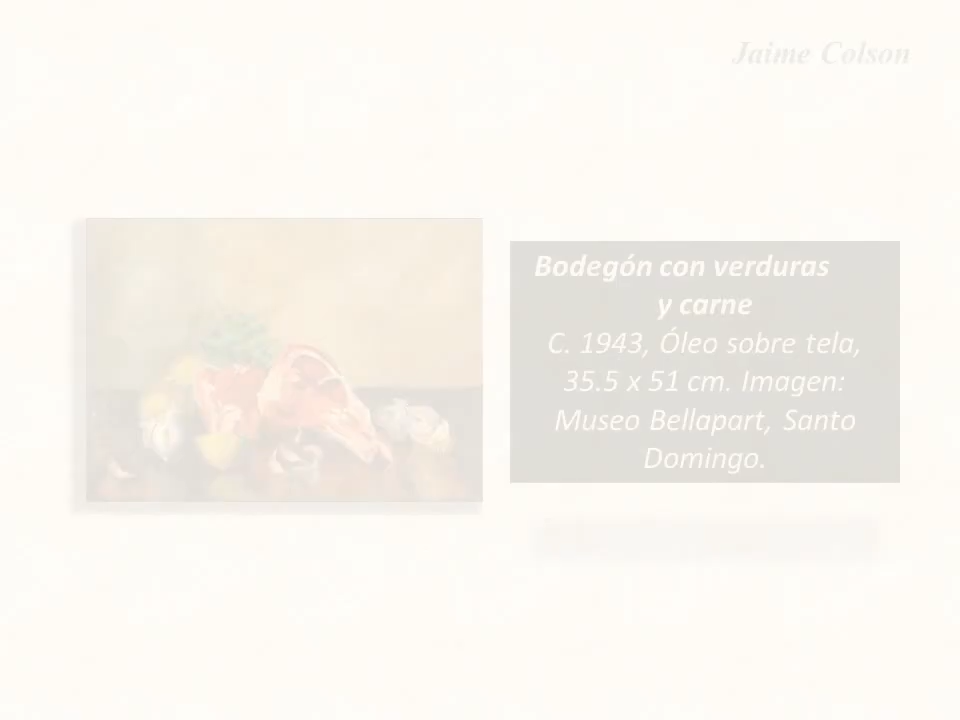 Jaime Colson
Bodegón con verduras
y carne
C. 1943, Óleo sobre tela,
35.5 x 51 cm. Imagen:
Museo Bellapart, Santo
Domingo.